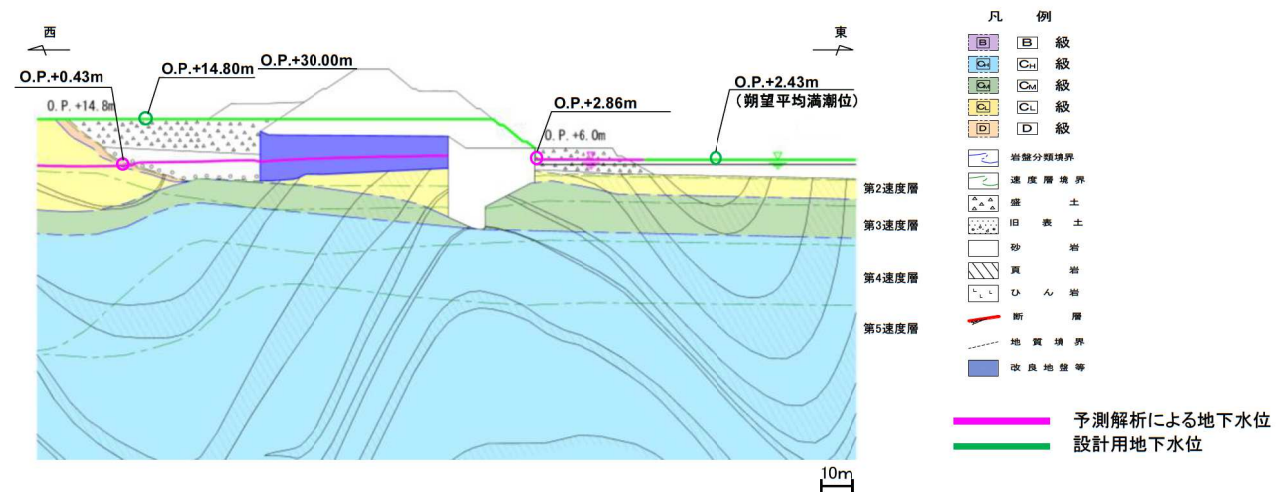 西
東
O.P.+0.43m
O.P.+14.80m
O.P.+30.00m
O.P.+2.86m
O.P.+2.43m
(朔望平均満潮位)
O.P.+14.8m
O.P.+6.0m
第2速度層
第3速度層
第4速度層
第5速度層
10m
凡 例
B B 級
CH CH 級
CM CM 級
CL CL 級
D D 級
岩盤分類境界
速度層境界
盛土
旧表土
砂岩
頁岩
ひん岩
断層
地質境界
改良地盤等
予測解析による地下水位
設計用地下水位